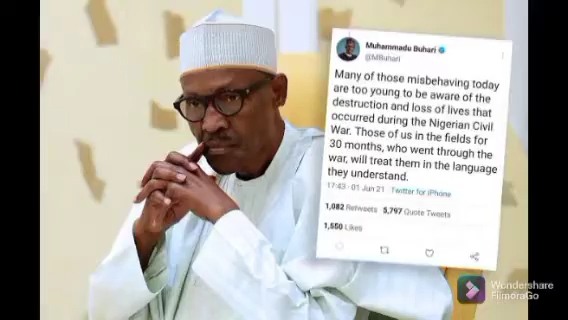 Muhammadu Buhari
@MBuhari
Many of those misbehaving today
are too young to be aware of the
destruction and loss of lives that
occurred during the Nigerian Civil
War. Those of us in the fields for
30 months, who went through the
war, will treat them in the language
they understand.
17:43 · 01 Jun 21 Twitter for iPhone
1,082 Retweets 5,797 Quote Tweets
1,550 Likes
Wondershare
FilmoraGo